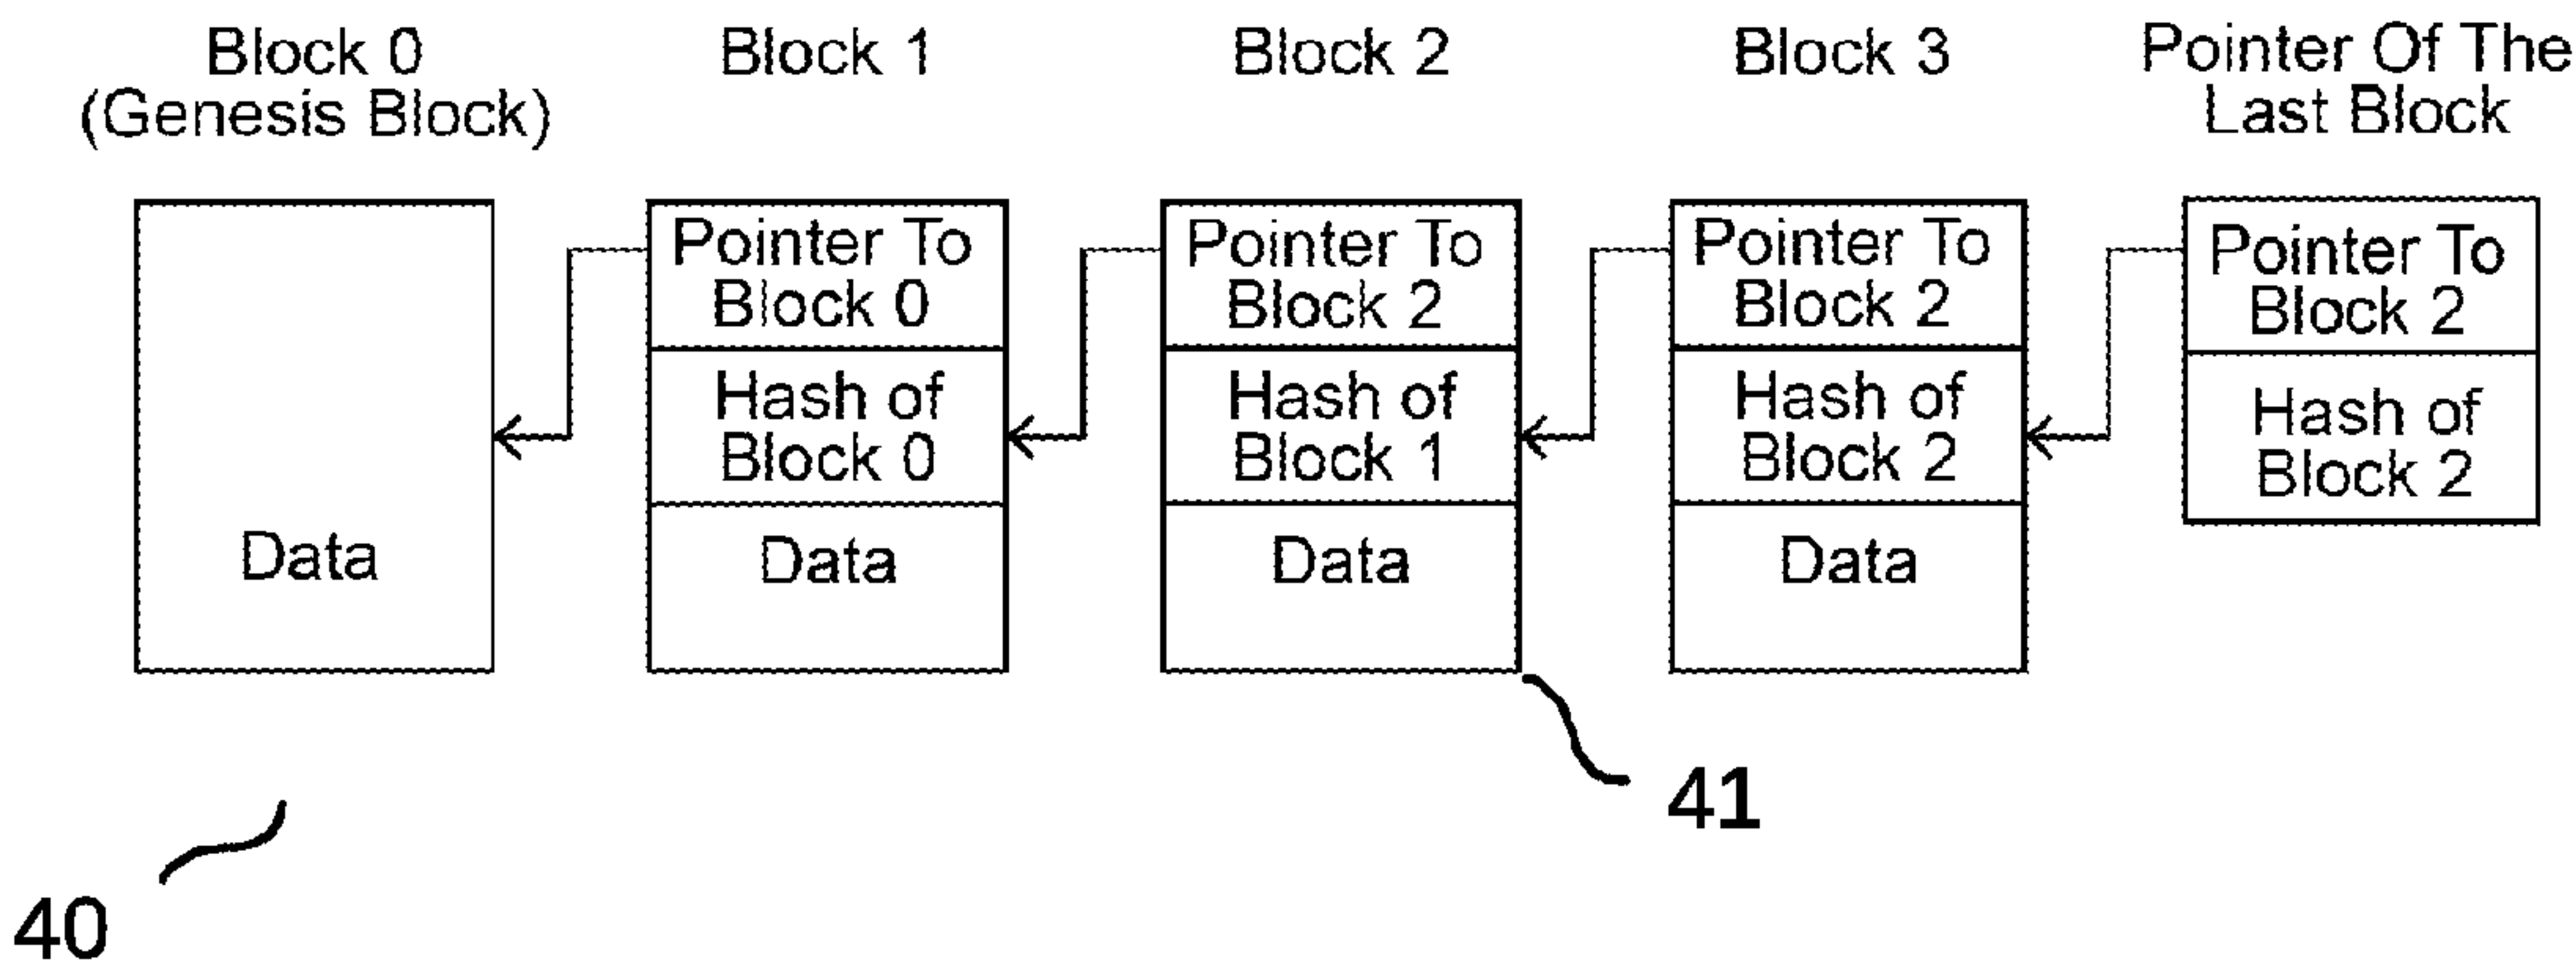 Block 0
(Genesis Block)
Block 1
Block 2
Block 3
Pointer Of The
Last Block
Data
Pointer To
Block 0
Hash of
Block 0
Data
Pointer To
Block 2
Hash of
Block 1
Data
Pointer To
Block 2
Hash of
Block 2
Data
Pointer To
Block 2
Hash of
Block 2
41
40